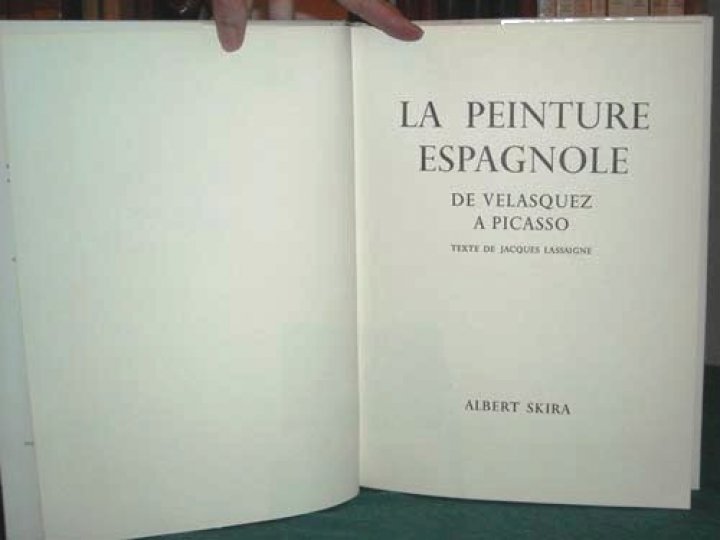 LA PEINTURE
ESPAGNOLE
DE VELASQUEZ
A PICASSO
TEXTE DE JACQUES LASSAIGNE
ALBERT SKIRA